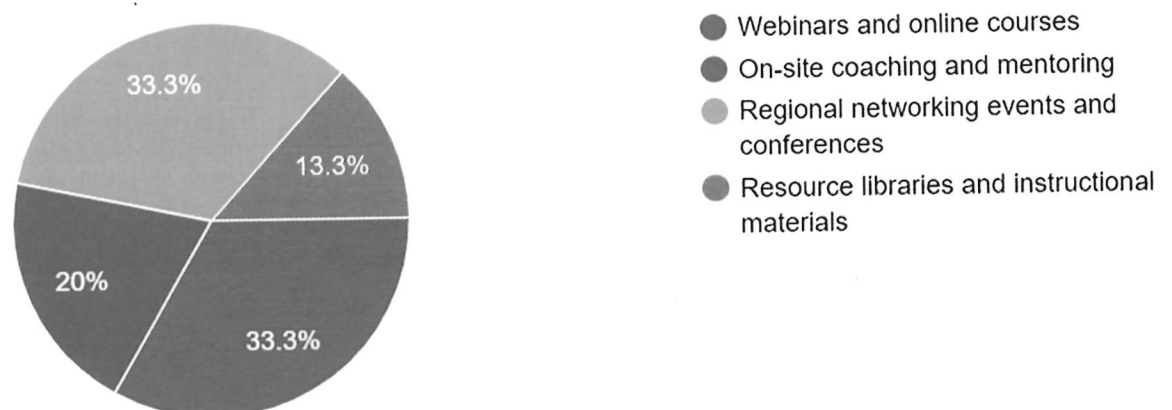 33.3%
13.3%
20%
33.3%
Webinars and online courses
On-site coaching and mentoring
Regional networking events and
conferences
Resource libraries and instructional
materials